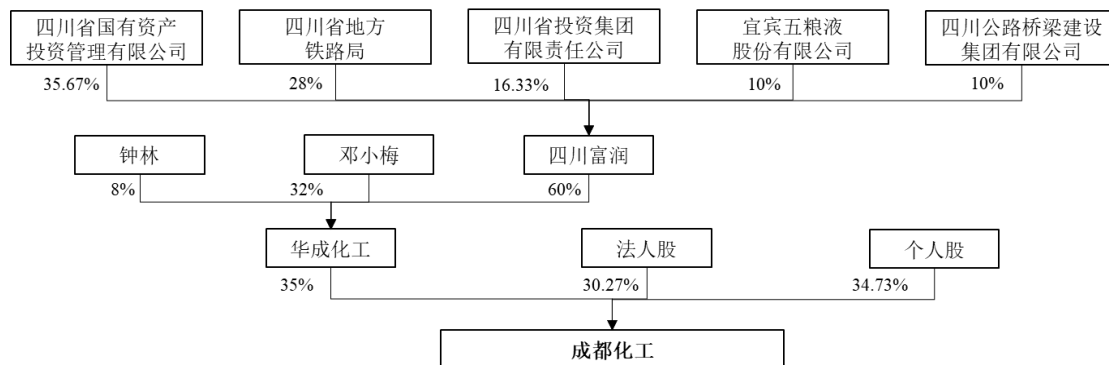 四川省国有资产
投资管理有限公司
四川省地方
铁路局
四川省投资集团
有限责任公司
宜宾五粮液
股份有限公司
四川公路桥梁建设
集团有限公司
35.67%
28%
16.33%
10%
10%
钟林
邓小梅
四川富润
8%
32%
60%
华成化工
法人股
个人股
35%
30.27%
34.73%
成都化工